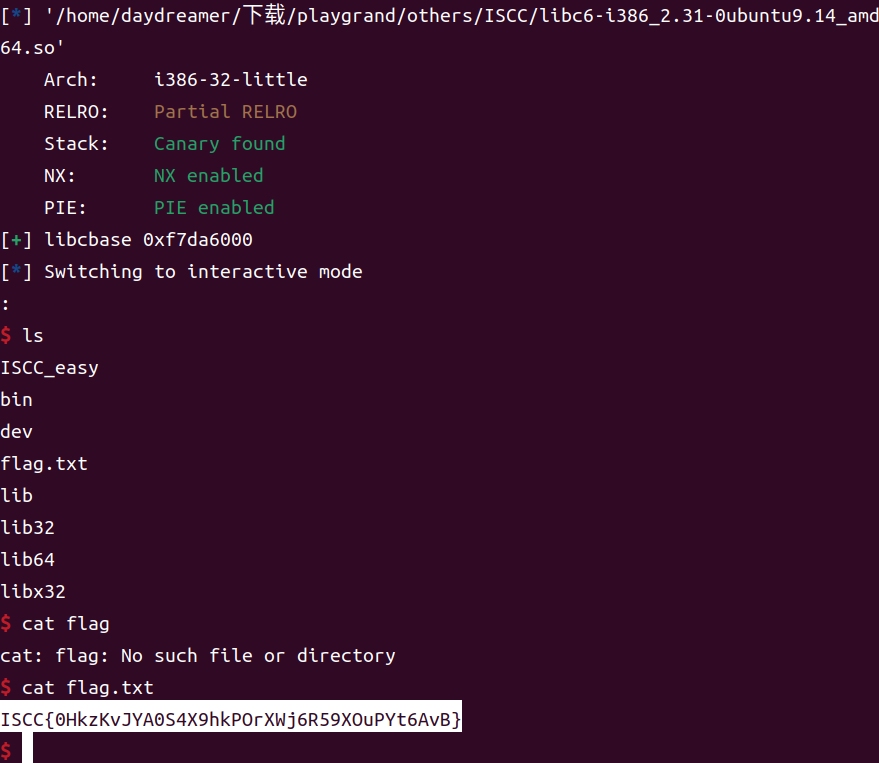 [*] '/home/daydreamer/下载/playgrand/others/ISCC/libc6-i386_2.31-0ubuntu9.14_amd
64.so'
    Arch:     i386-32-little
    RELRO:    Partial RELRO
    Stack:    Canary found
    NX:       NX enabled
    PIE:      PIE enabled
[+] libcbase 0xf7da6000
[*] Switching to interactive mode
:
$ ls
ISCC_easy
bin
dev
flag.txt
lib
lib32
lib64
libx32
$ cat flag
cat: flag: No such file or directory
$ cat flag.txt
ISCC{0HkzKvJYA0S4X9hkPOrXWj6R59XOuPYt6AvB}
$